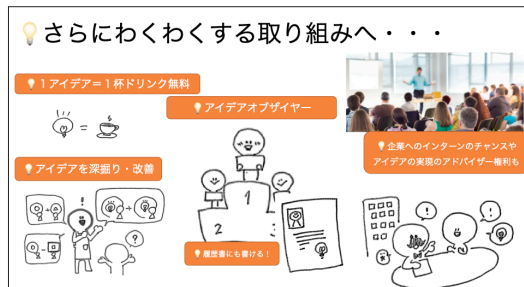 さらにわくわくする取り組みへ・・・
１アイデア＝１杯ドリンク無料
アイデアオブザイヤー
企業へのインターンのチャンスや
アイデアの実現のアドバイザー権利も
アイデアを深掘り・改善
1
2
3
履歴書にも書ける！